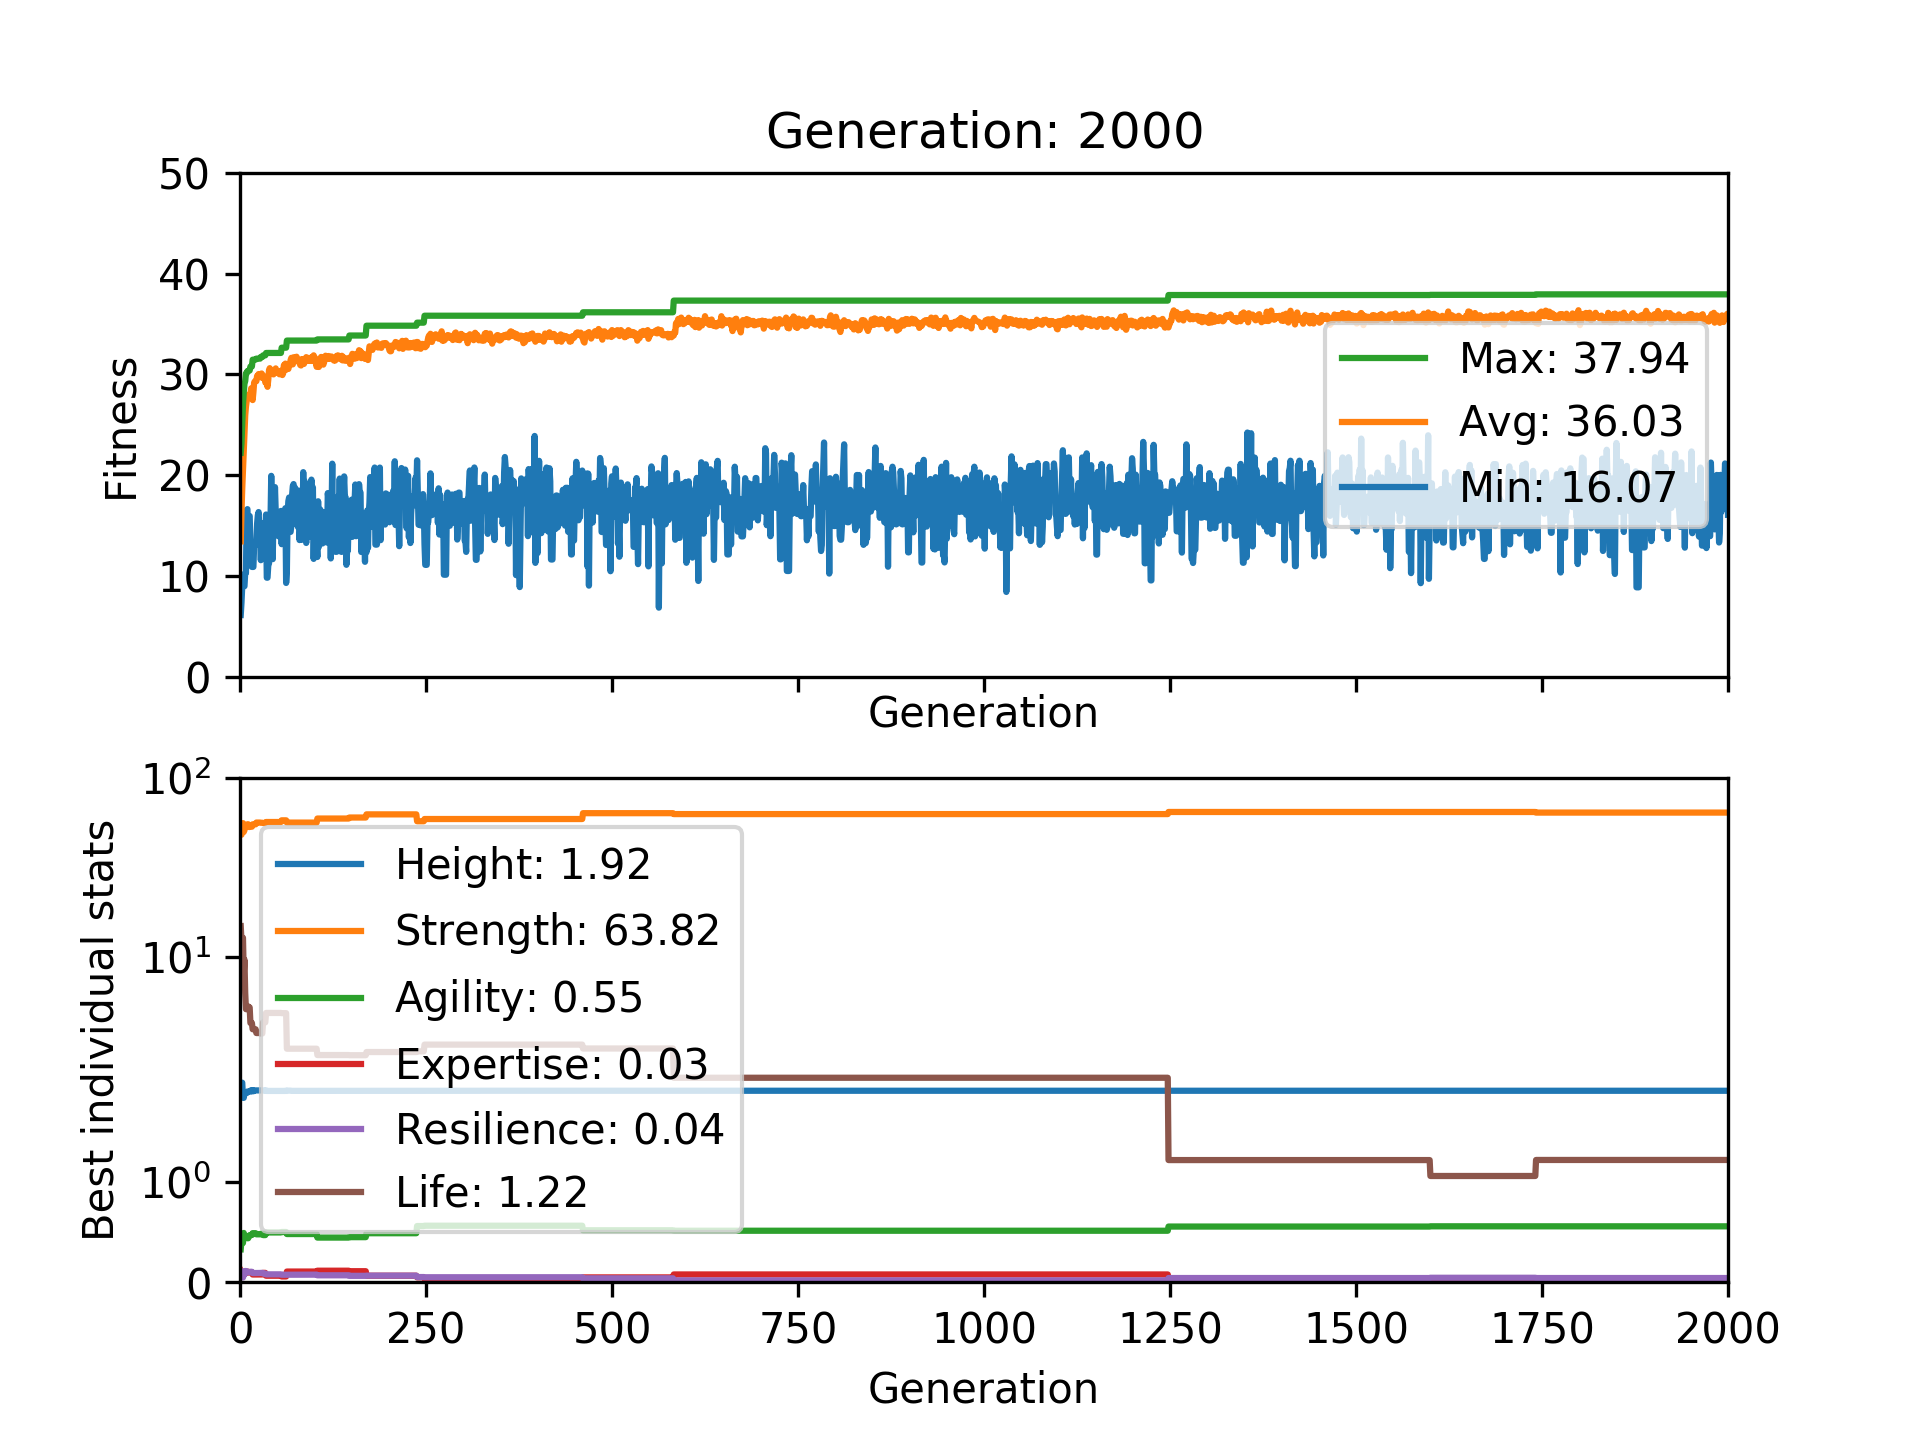 Generation: 2000
50
40
30
20
10
0
Fitness
Max: 37.94
Avg: 36.03
Min: 16.07
Generation
10²
10¹
10⁰
0
Best individual stats
Height: 1.92
Strength: 63.82
Agility: 0.55
Expertise: 0.03
Resilience: 0.04
Life: 1.22
0 250 500 750 1000 1250 1500 1750 2000
Generation